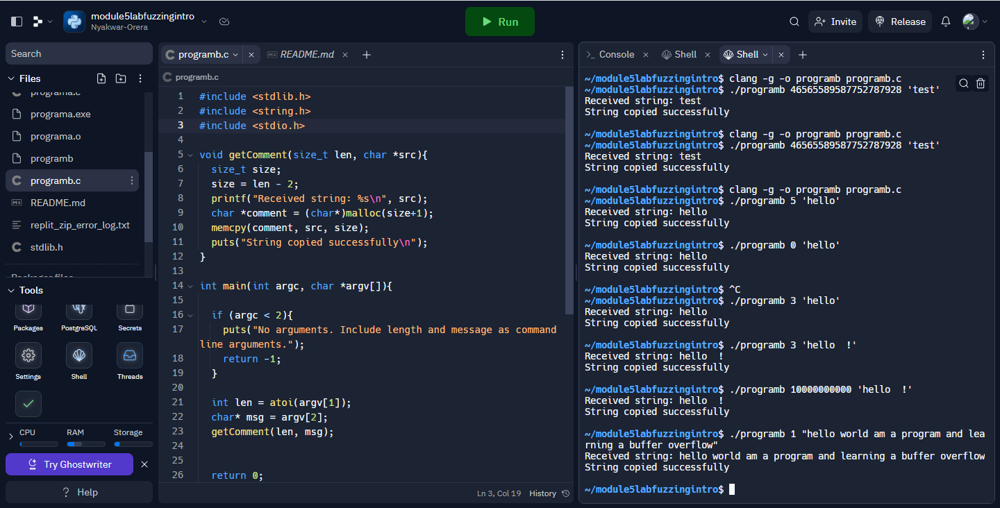 module5labfuzzingintro
Nyakwar-Orera
Run
Invite
Release
Search
Files
programa.c
programa.exe
programa.o
programb
programb.c
README.md
replit_zip_error_log.txt
stdlib.h
Packager files
Tools
Packages
PostgreSQL
Secrets
Settings
Shell
Threads
CPU
RAM
Storage
Try Ghostwriter
Help
programb.c
README.md
programb.c
1 #include <stdlib.h>
2 #include <string.h>
3 #include <stdio.h>
4
5 void getComment(size_t len, char *src){
6 size_t size;
7 size = len - 2;
8 printf("Received string: %s\n", src);
9 char *comment = (char*)malloc(size+1);
10 memcpy(comment, src, size);
11 puts("String copied successfully\n");
12 }
13
14 int main(int argc, char *argv[]){
15
16 if (argc < 2){
17 puts("No arguments. Include length and message as command
line arguments.");
18 return -1;
19 }
20
21 int len = atoi(argv[1]);
22 char* msg = argv[2];
23 getComment(len, msg);
24
25
26 return 0;
Ln 3, Col 19 History
Console
Shell
Shell
~/module5labfuzzingintro$ clang -g -o programb programb.c
~/module5labfuzzingintro$ ./programb 46565589587752787928 'test'
Received string: test
String copied successfully
~/module5labfuzzingintro$ clang -g -o programb programb.c
~/module5labfuzzingintro$ ./programb 46565589587752787928 'test'
Received string: test
String copied successfully
~/module5labfuzzingintro$ clang -g -o programb programb.c
~/module5labfuzzingintro$ ./programb 5 'hello'
Received string: hello
String copied successfully
~/module5labfuzzingintro$ ./programb 0 'hello'
Received string: hello
String copied successfully
~/module5labfuzzingintro$ ^C
~/module5labfuzzingintro$ ./programb 3 'hello'
Received string: hello
String copied successfully
~/module5labfuzzingintro$ ./programb 3 'hello  !'
Received string: hello  !
String copied successfully
~/module5labfuzzingintro$ ./programb 10000000000 'hello  !'
Received string: hello  !
String copied successfully
~/module5labfuzzingintro$ ./programb 1 "hello world am a program and lea
rning a buffer overflow"
Received string: hello world am a program and learning a buffer overflow
String copied successfully
~/module5labfuzzingintro$